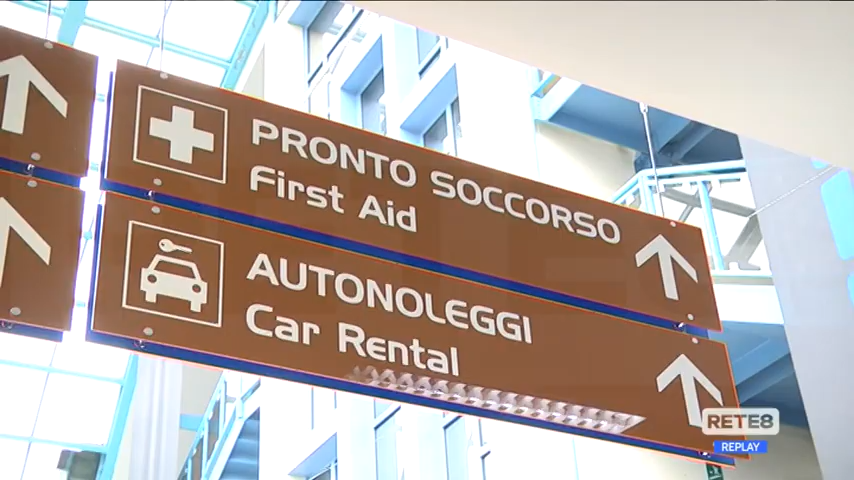 PRONTO SOCCORSO
First Aid
AUTONOLEGGI
Car Rental
RETE8
REPLAY